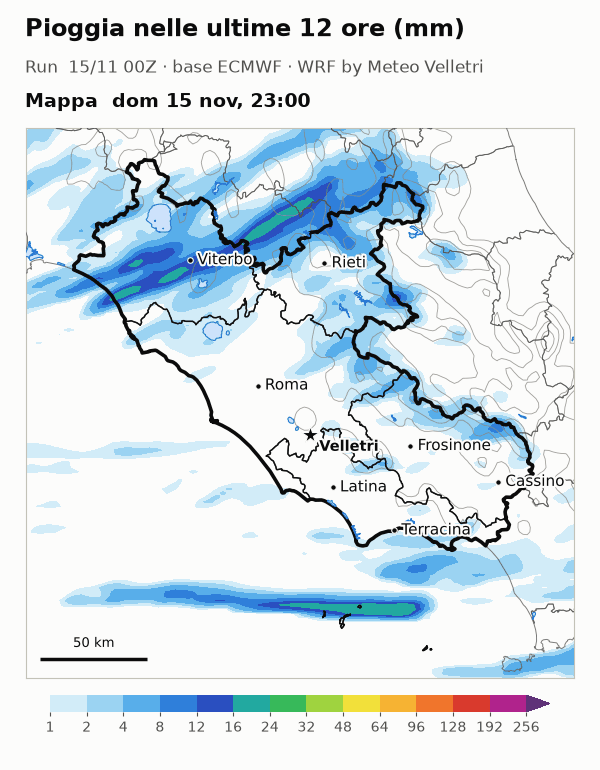 Pioggia nelle ultime 12 ore (mm)
Run  15/11 00Z · base ECMWF · WRF by Meteo Velletri
Mappa  dom 15 nov, 23:00
Viterbo
Rieti
Roma
Velletri
Frosinone
Latina
Cassino
Terracina
50 km
1 2 4 8 12 16 24 32 48 64 96 128 192 256